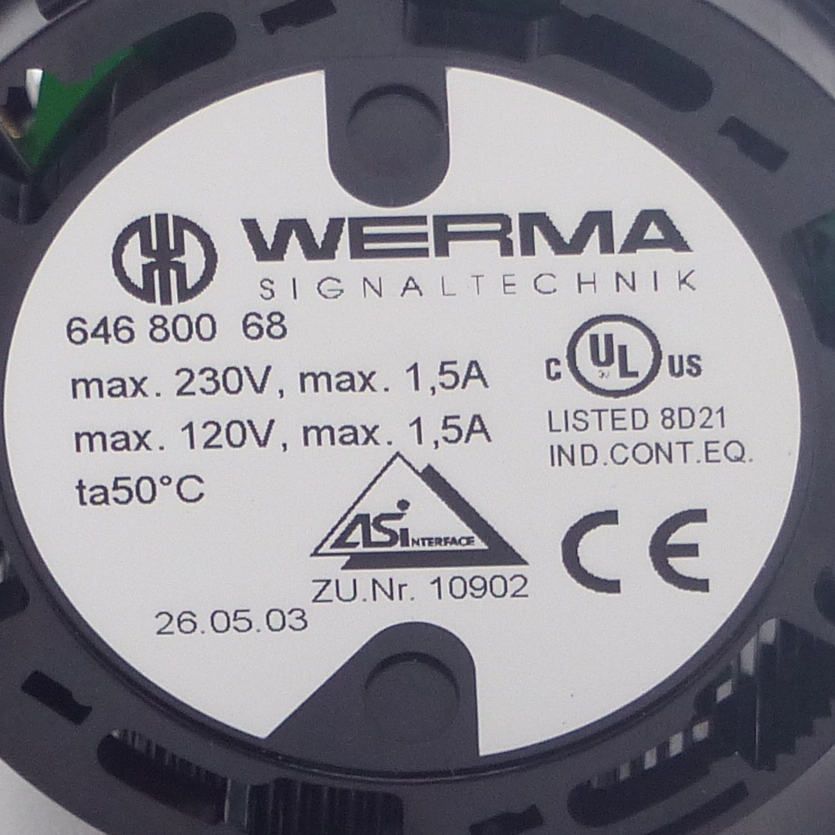 WERMA
SIGNALTECHNIK
646 800 68
max. 230V, max. 1,5A
max. 120V, max. 1,5A
ta50°C
C UL US
LISTED 8D21
IND.CONT.EQ.
ASi INTERFACE
CE
ZU.Nr. 10902
26.05.03